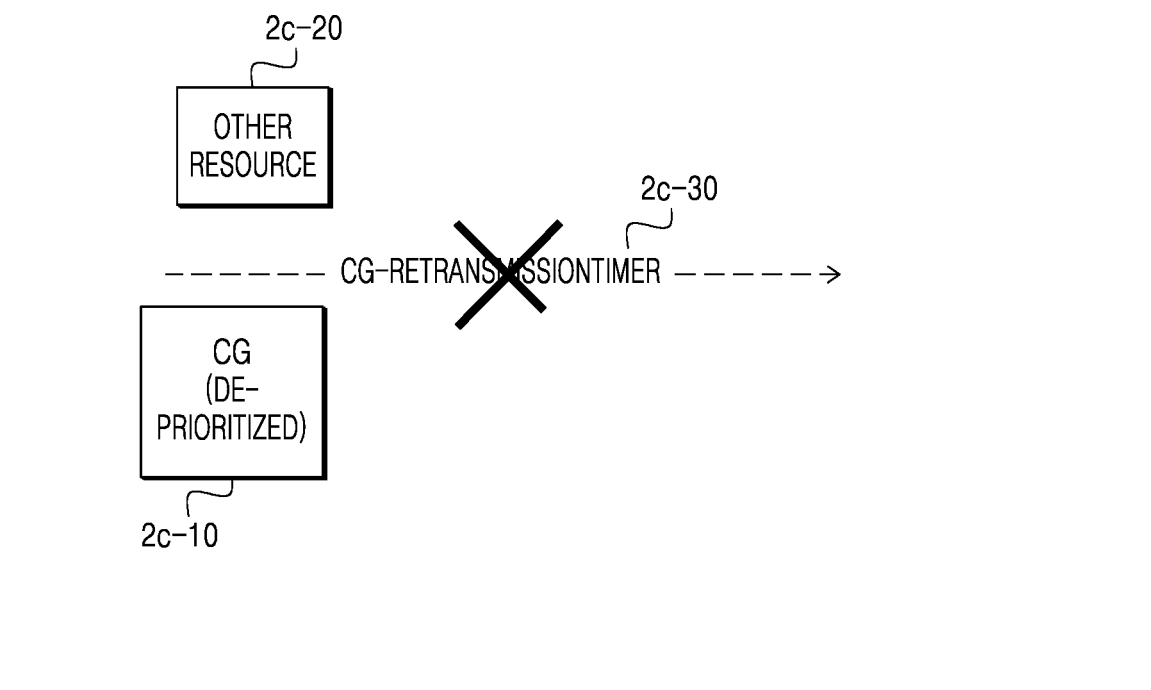 2c-20
OTHER
RESOURCE
2c-30
CG-RETRANSMISSIONTIMER
CG
(DE-
PRIORITIZED)
2c-10